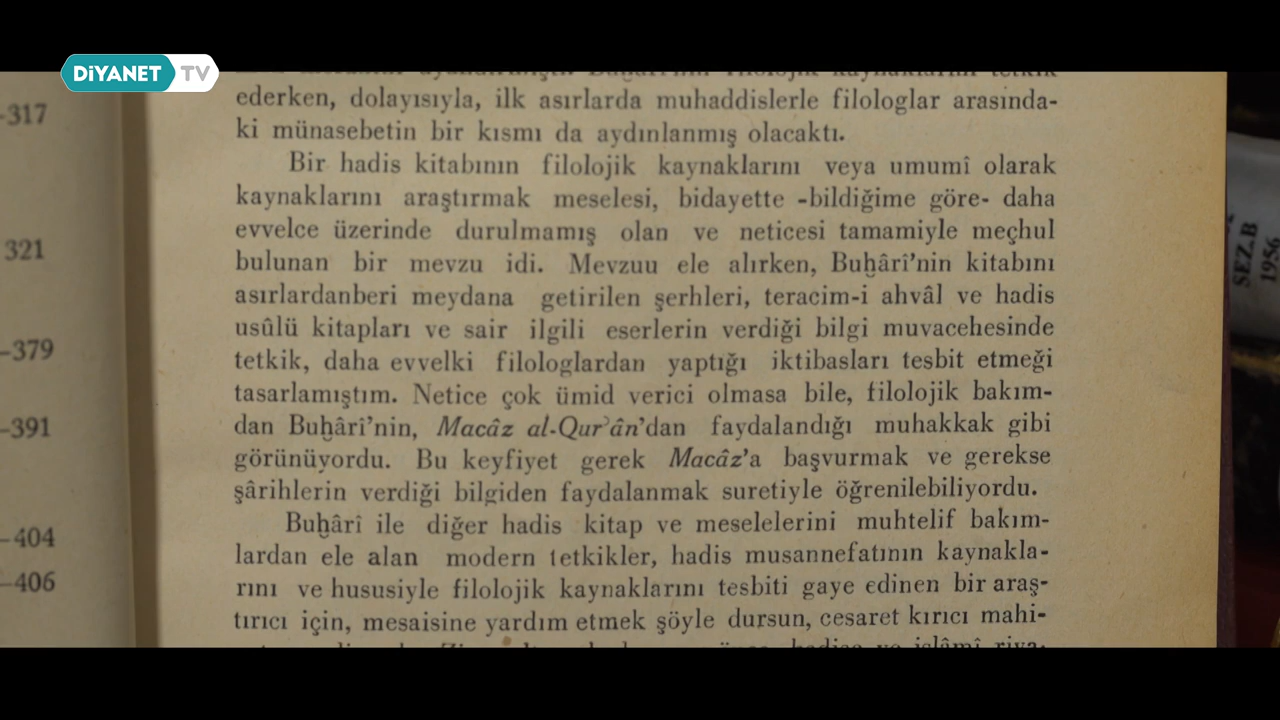 DİYANET TV
-317
321
-379
-391
-404
-406
ederken, dolayısıyla, ilk asırlarda muhaddislerle filologlar arasında-
ki münasebetin bir kısmı da aydınlanmış olacaktı.
Bir hadis kitabının filolojik kaynaklarını veya umumî olarak
kaynaklarını araştırmak meselesi, bidayette -bildiğime göre- daha
evvelce üzerinde durulmamış olan ve neticesi tamamiyle meçhul
bulunan bir mevzu idi. Mevzuu ele alırken, Buḫârî'nin kitabını
asırlardanberi meydana getirilen şerhleri, teracim-i ahvâl ve hadis
usûlü kitapları ve sair ilgili eserlerin verdiği bilgi muvacehesinde
tetkik, daha evvelki filologlardan yaptığı iktibasları tesbit etmeği
tasarlamıştım. Netice çok ümid verici olmasa bile, filolojik bakım-
dan Buḫârî'nin, Macâz al-Qurʾân'dan faydalandığı muhakkak gibi
görünüyordu. Bu keyfiyet gerek Macâz'a başvurmak ve gerekse
şârihlerin verdiği bilgiden faydalanmak suretiyle öğrenilebiliyordu.
Buḫârî ile diğer hadis kitap ve meselelerini muhtelif bakım-
lardan ele alan modern tetkikler, hadis musannefatının kaynakla-
rını ve hususiyle filolojik kaynaklarını tesbiti gaye edinen bir araş-
tırıcı için, mesaisine yardım etmek şöyle dursun, cesaret kırıcı mahi-
SEZ.B
1956